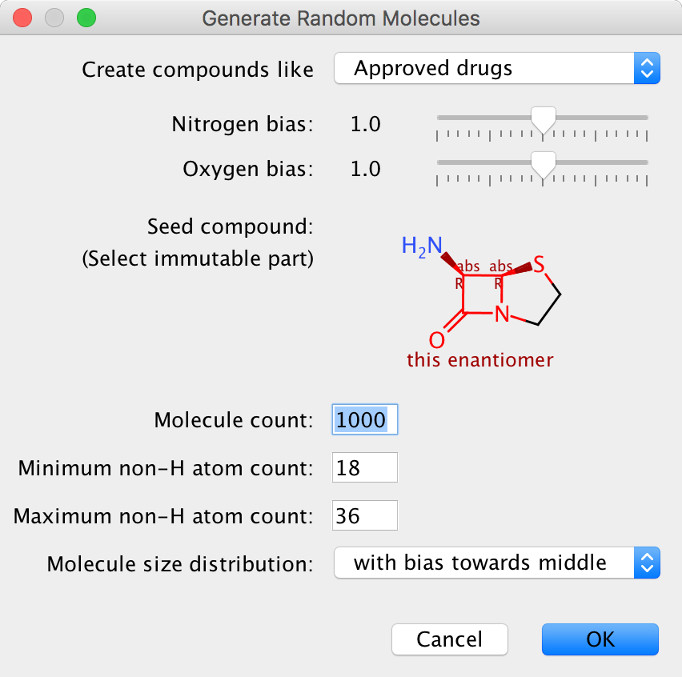 Generate Random Molecules
Create compounds like Approved drugs
Nitrogen bias: 1.0
Oxygen bias: 1.0
Seed compound:
(Select immutable part)
H₂N
abs abs S
R R
N
O
this enantiomer
Molecule count: 1000
Minimum non-H atom count: 18
Maximum non-H atom count: 36
Molecule size distribution: with bias towards middle
Cancel OK